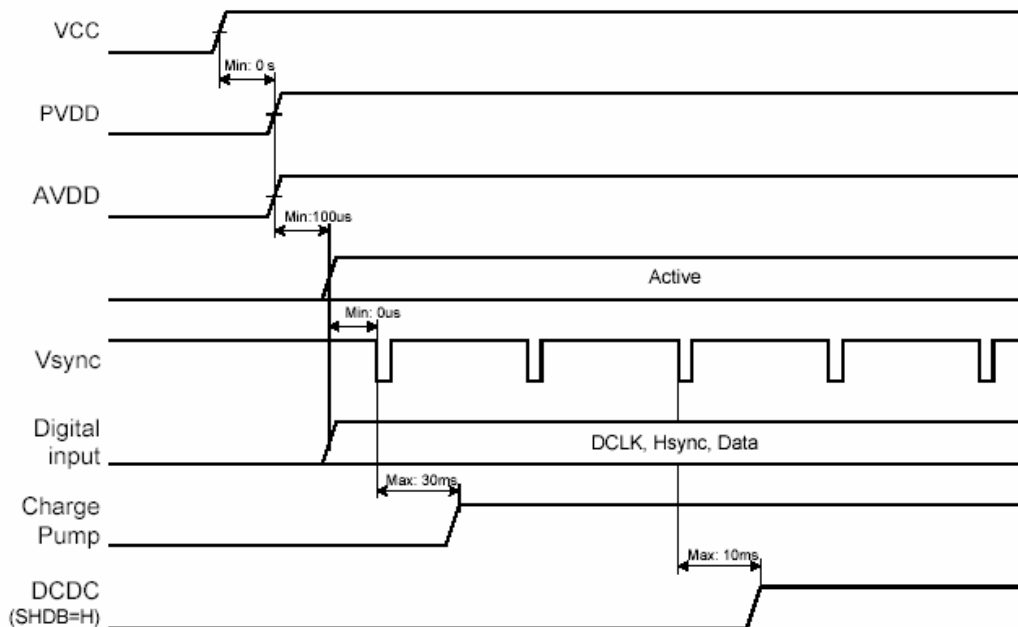 VCC
Min: 0 s
PVDD
AVDD
Min:100us
Active
Min: 0us
Vsync
Digital
input
DCLK, Hsync, Data
Max: 30ms
Charge
Pump
Max: 10ms
DCDC
(SHDB=H)